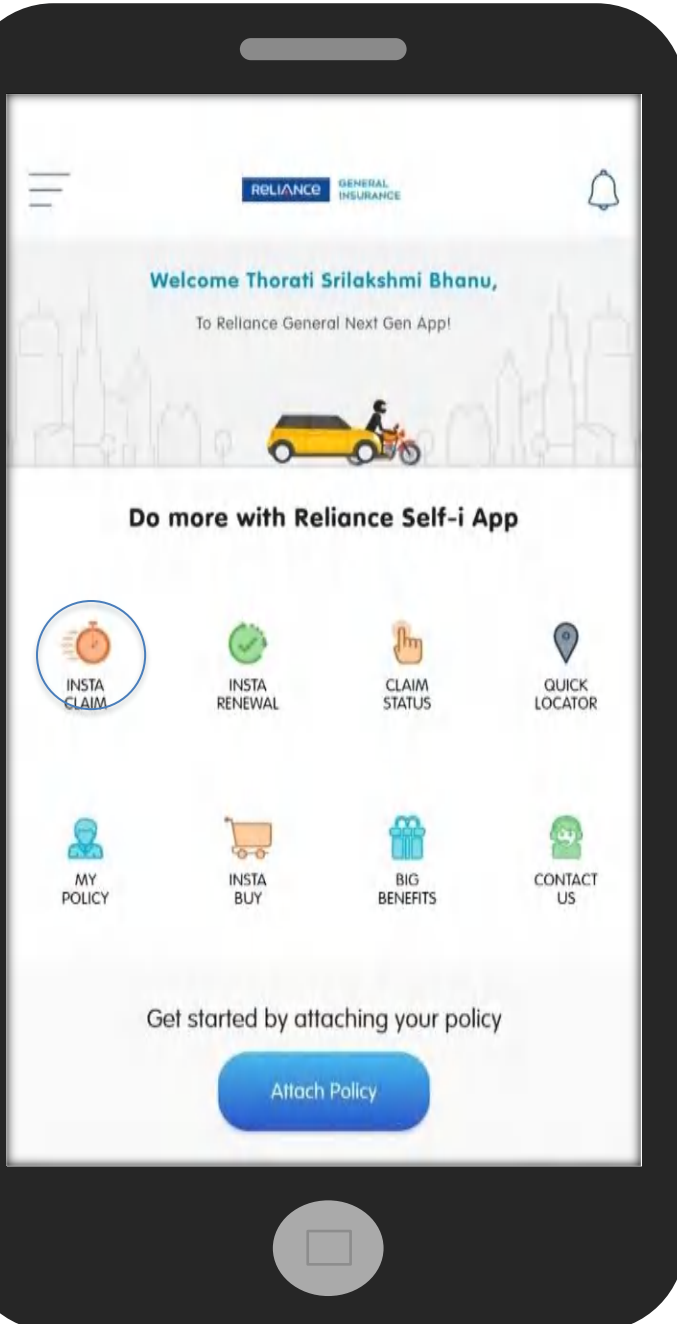 RELIANCE GENERAL
INSURANCE
Welcome Thorati Srilakshmi Bhanu,
To Reliance General Next Gen App!
Do more with Reliance Self-i App
INSTA
CLAIM
INSTA
RENEWAL
CLAIM
STATUS
QUICK
LOCATOR
MY
POLICY
INSTA
BUY
BIG
BENEFITS
CONTACT
US
Get started by attaching your policy
Attach Policy